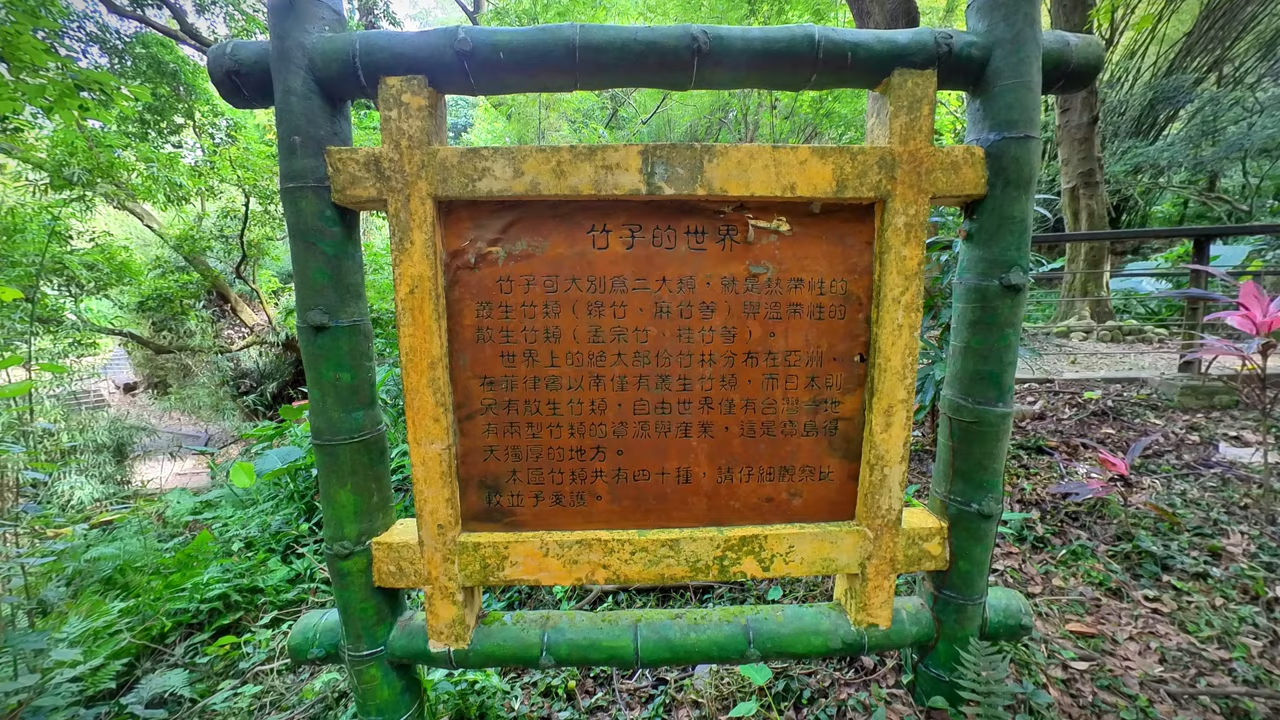 竹子的世界
竹子可大別為二大類，就是熱帶性的
叢生竹類（綠竹、麻竹等）與溫帶性的
散生竹類（孟宗竹、桂竹等）。
世界上的絕大部份竹林分布在亞洲，
在菲律賓以南僅有叢生竹類，而日本則
只有散生竹類，自由世界僅有台灣一地
有兩型竹類的資源與產業，這是寶島得
天獨厚的地方。
本區竹類共有四十種，請仔細觀察比
較並予愛護。